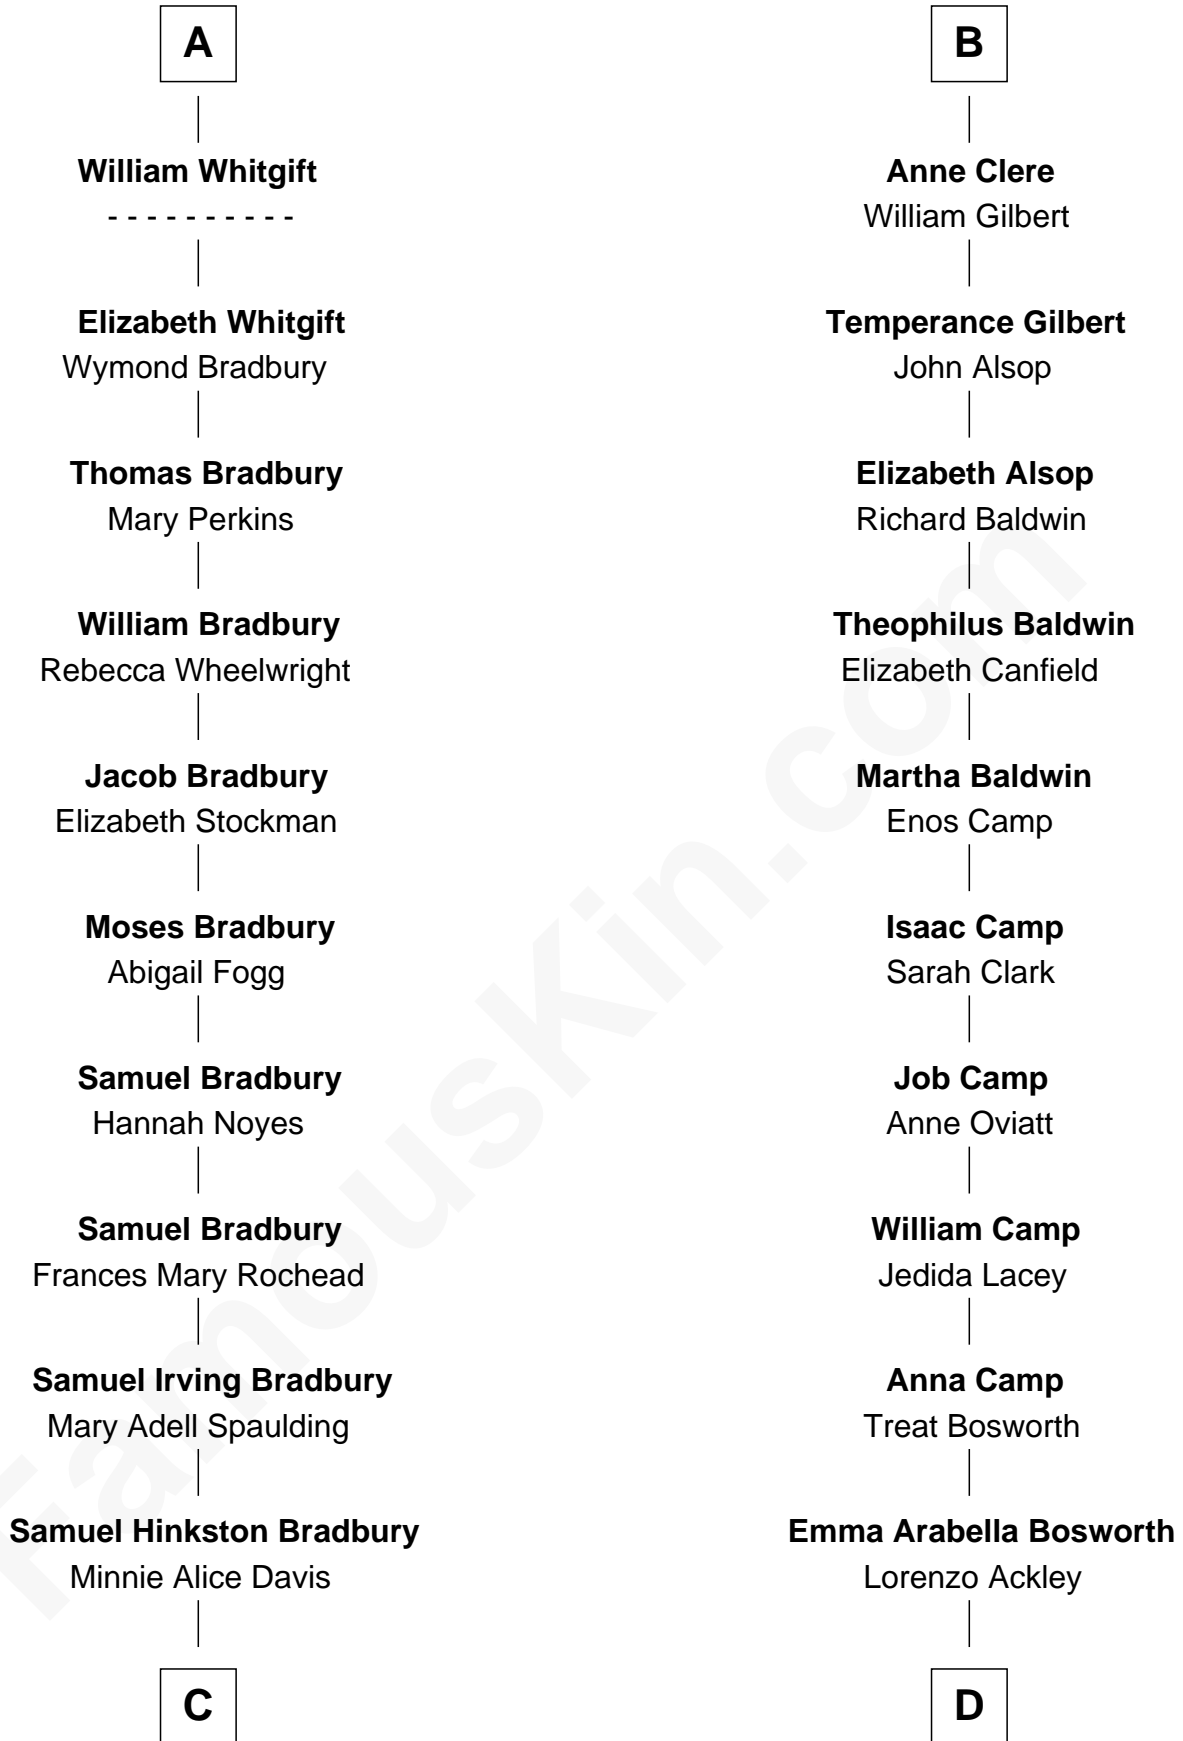 A
William Whitgift
- - - - - - - - - -
Elizabeth Whitgift
Wymond Bradbury
Thomas Bradbury
Mary Perkins
William Bradbury
Rebecca Wheelwright
Jacob Bradbury
Elizabeth Stockman
Moses Bradbury
Abigail Fogg
Samuel Bradbury
Hannah Noyes
Samuel Bradbury
Frances Mary Rochead
Samuel Irving Bradbury
Mary Adell Spaulding
Samuel Hinkston Bradbury
Minnie Alice Davis
C
B
Anne Clere
William Gilbert
Temperance Gilbert
John Alsop
Elizabeth Alsop
Richard Baldwin
Theophilus Baldwin
Elizabeth Canfield
Martha Baldwin
Enos Camp
Isaac Camp
Sarah Clark
Job Camp
Anne Oviatt
William Camp
Jedida Lacey
Anna Camp
Treat Bosworth
Emma Arabella Bosworth
Lorenzo Ackley
D
FamousKin.com